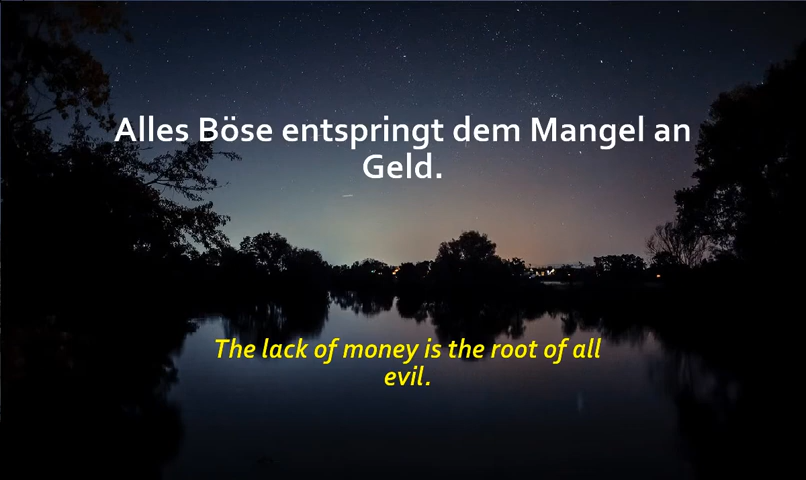 Alles Böse entspringt dem Mangel an
Geld.
The lack of money is the root of all
evil.